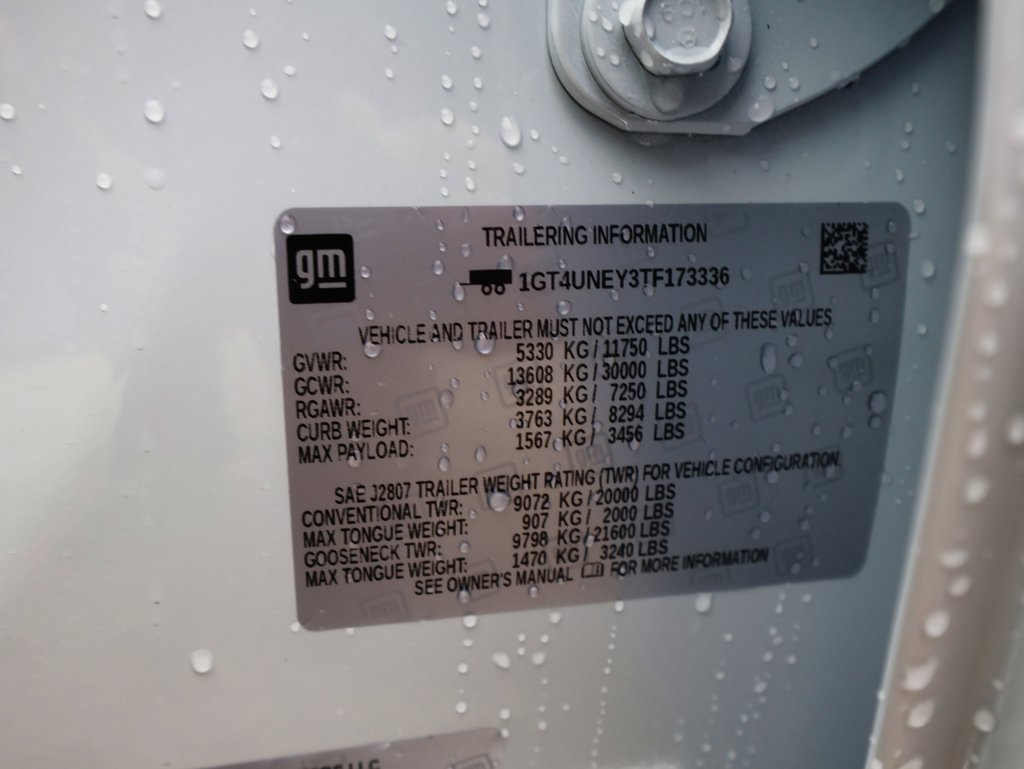 60
gm
TRAILERING INFORMATION
1GT4UNEY3TF173336
VEHICLE AND TRAILER MUST NOT EXCEED ANY OF THESE VALUES
GVWR: 5330 KG/11750 LBS
GCWR: 13608 KG/30000 LBS
RGAWR: 3289 KG/ 7250 LBS
CURB WEIGHT: 3763 KG/ 8294 LBS
MAX PAYLOAD: 1567 KG/ 3456 LBS
SAE J2807 TRAILER WEIGHT RATING (TWR) FOR VEHICLE CONFIGURATION
CONVENTIONAL TWR: 9072 KG/20000 LBS
MAX TONGUE WEIGHT: 907 KG/ 2000 LBS
GOOSENECK TWR: 9798 KG/21600 LBS
MAX TONGUE WEIGHT: 1470 KG/ 3240 LBS
SEE OWNER'S MANUAL FOR MORE INFORMATION
LLC